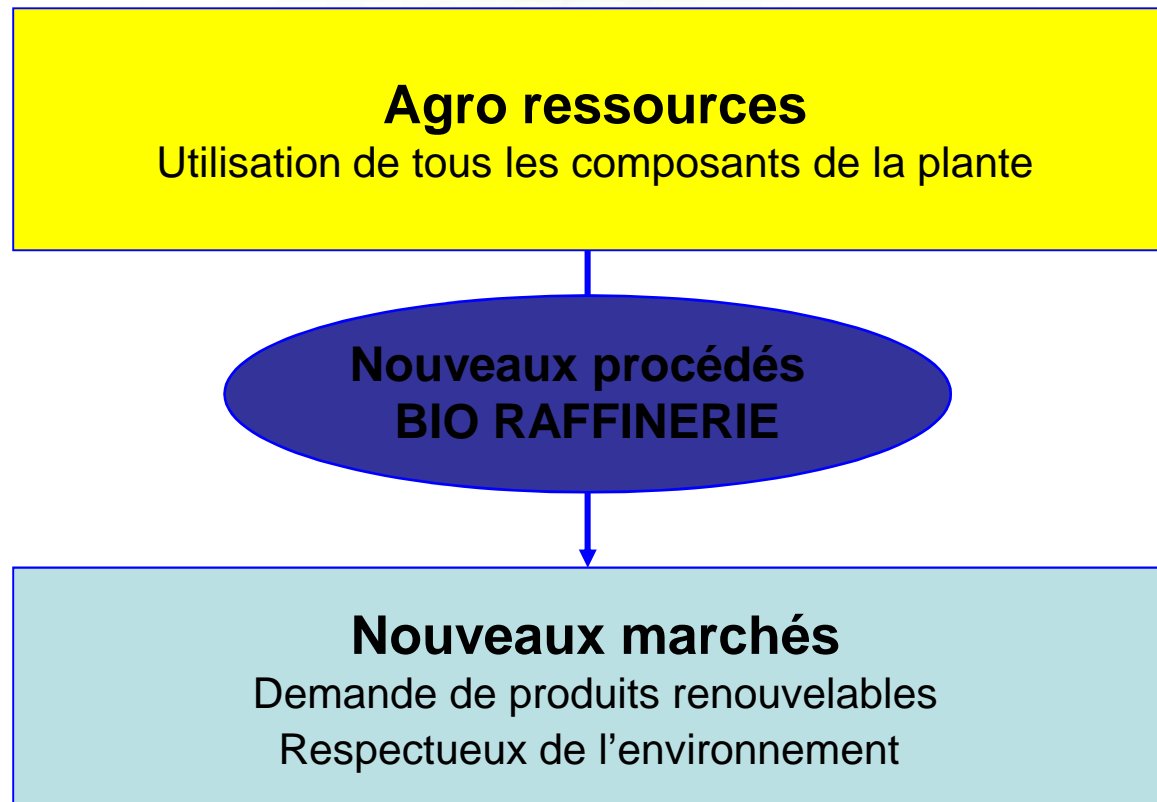 Agro ressources
Utilisation de tous les composants de la plante
Nouveaux procédés
BIO RAFFINERIE
Nouveaux marchés
Demande de produits renouvelables
Respectueux de l’environnement